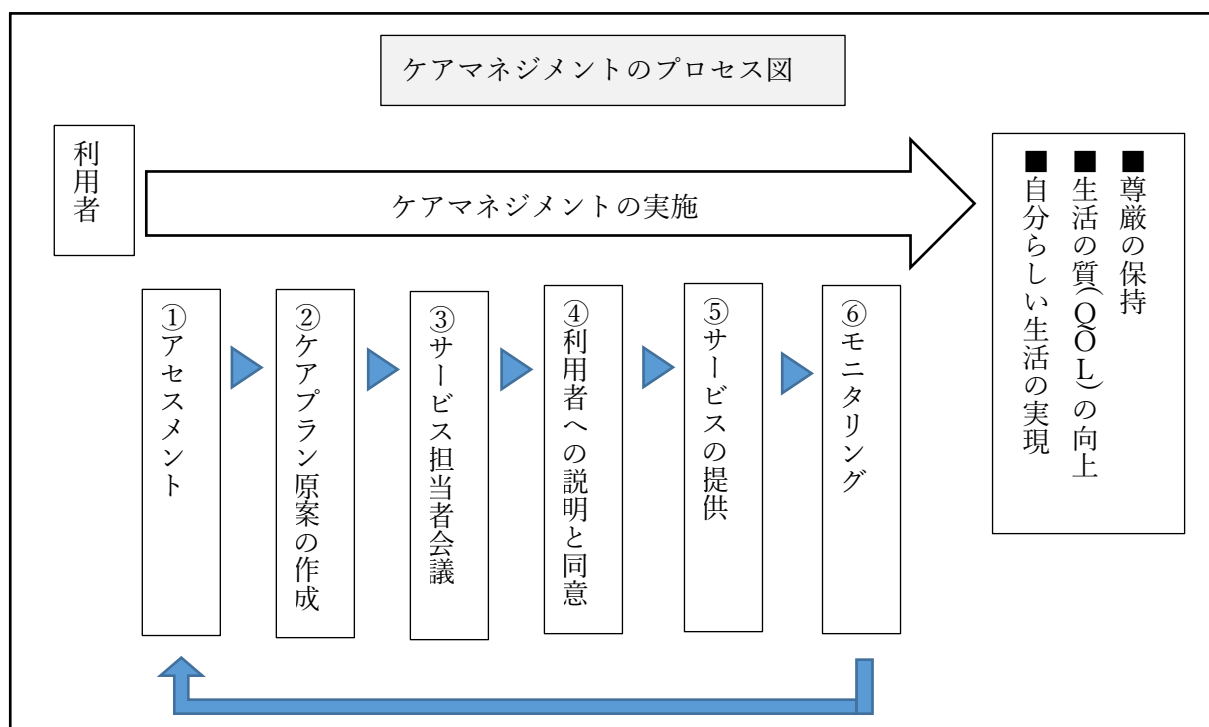 ケアマネジメントのプロセス図
利用者
ケアマネジメントの実施
■尊厳の保持
■生活の質(QOL)の向上
■自分らしい生活の実現
①アセスメント
②ケアプラン原案の作成
③サービス担当者会議
④利用者への説明と同意
⑤サービスの提供
⑥モニタリング